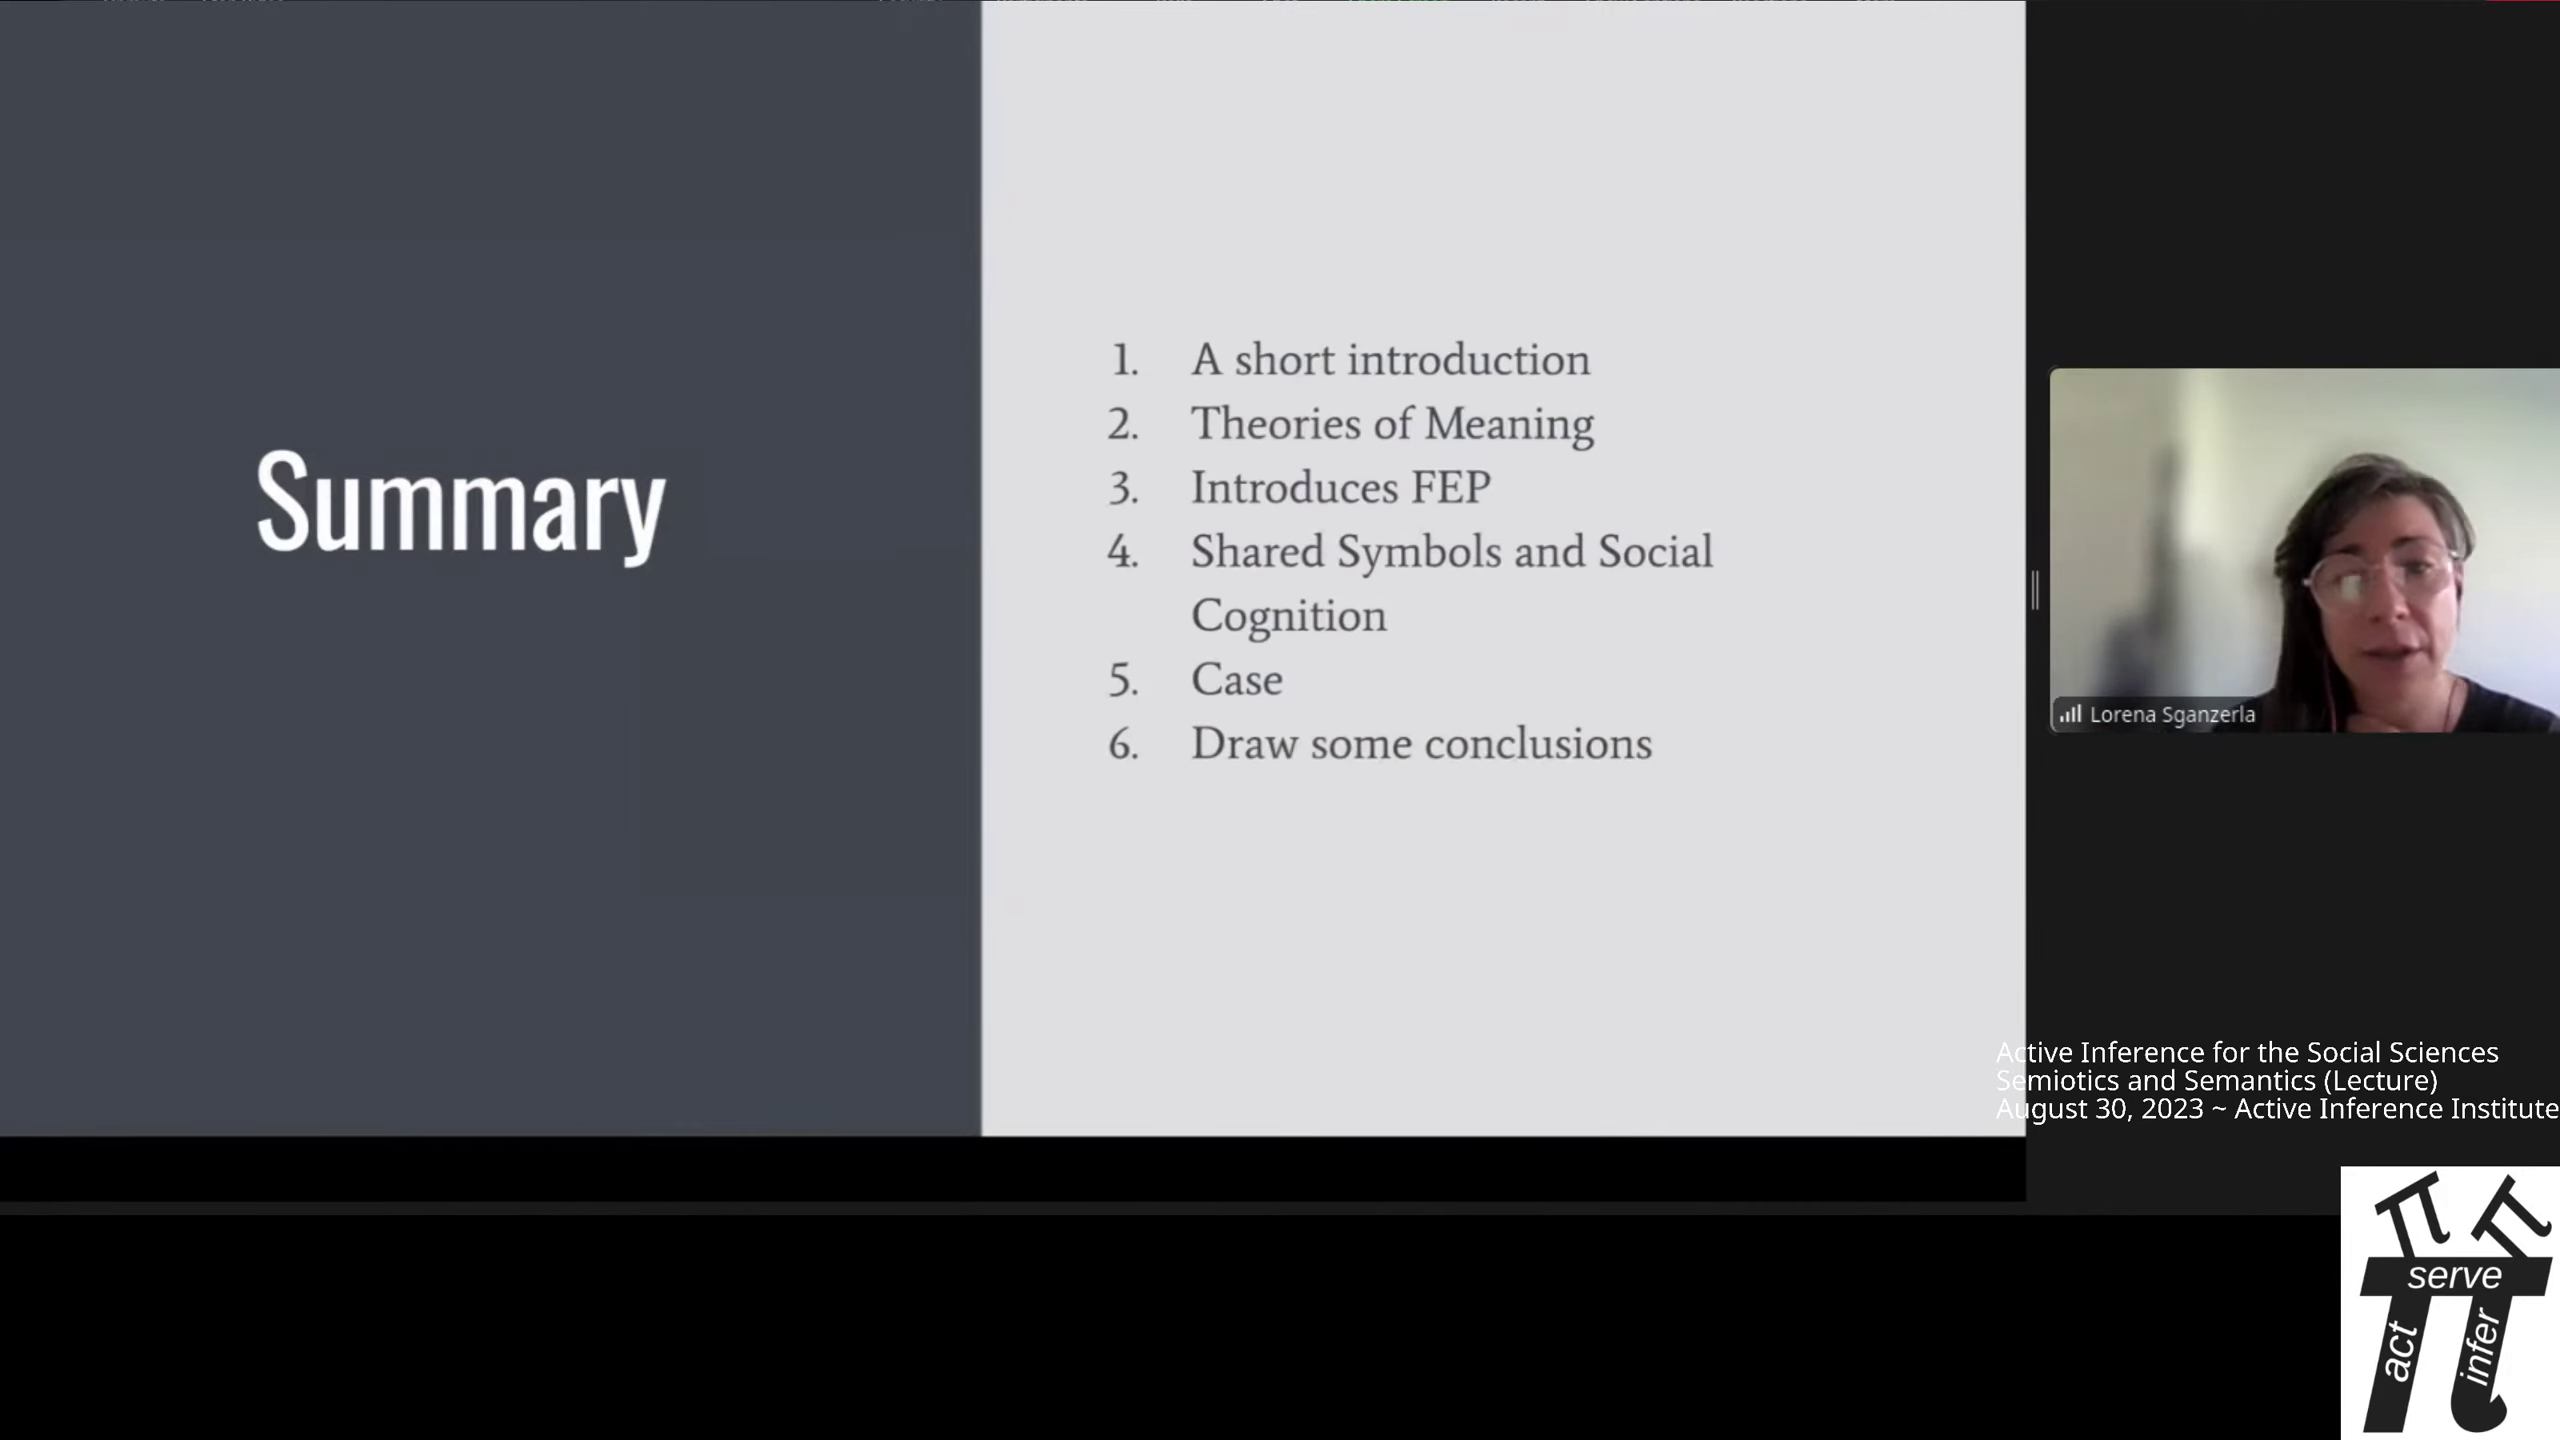 Summary
1. A short introduction
2. Theories of Meaning
3. Introduces FEP
4. Shared Symbols and Social
Cognition
5. Case
6. Draw some conclusions
Lorena Sganzerla
Active Inference for the Social Sciences
Semiotics and Semantics (Lecture)
August 30, 2023 ~ Active Inference Institute
serve
act
infer